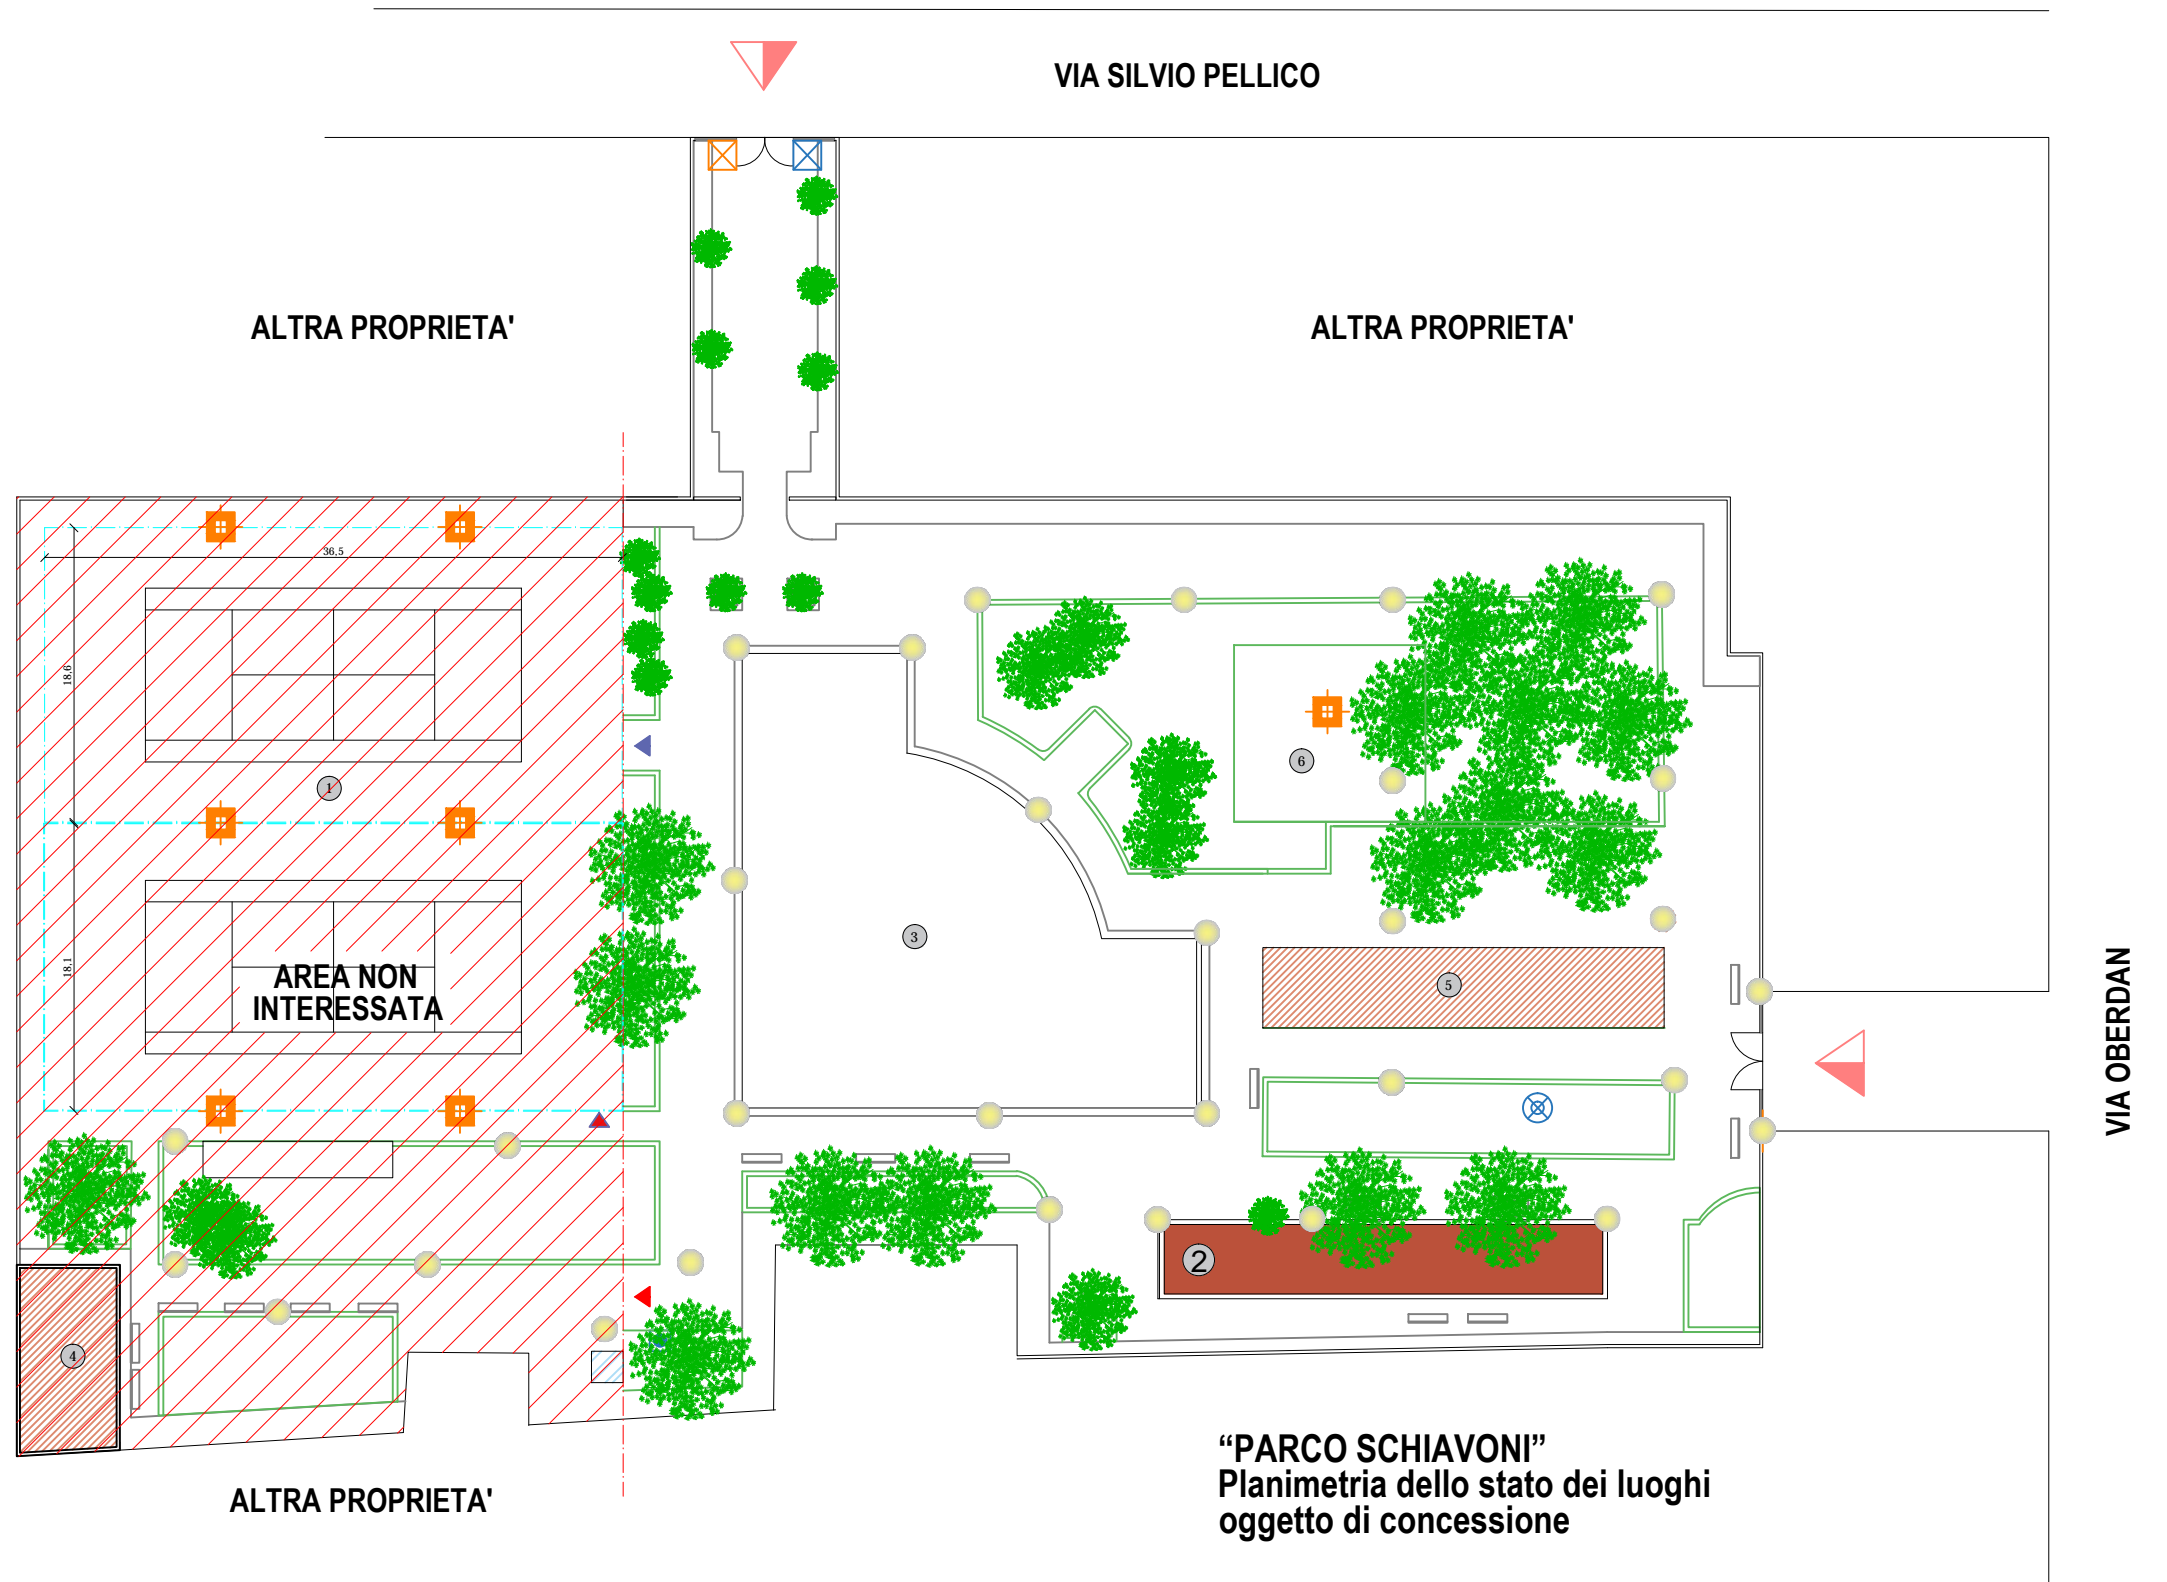 VIA SILVIO PELLICO
ALTRA PROPRIETA'
ALTRA PROPRIETA'
36,5
18,6
1
6
3
AREA NON
INTERESSATA
18,1
5
VIA OBERDAN
2
4
“PARCO SCHIAVONI”
Planimetria dello stato dei luoghi
oggetto di concessione
ALTRA PROPRIETA'